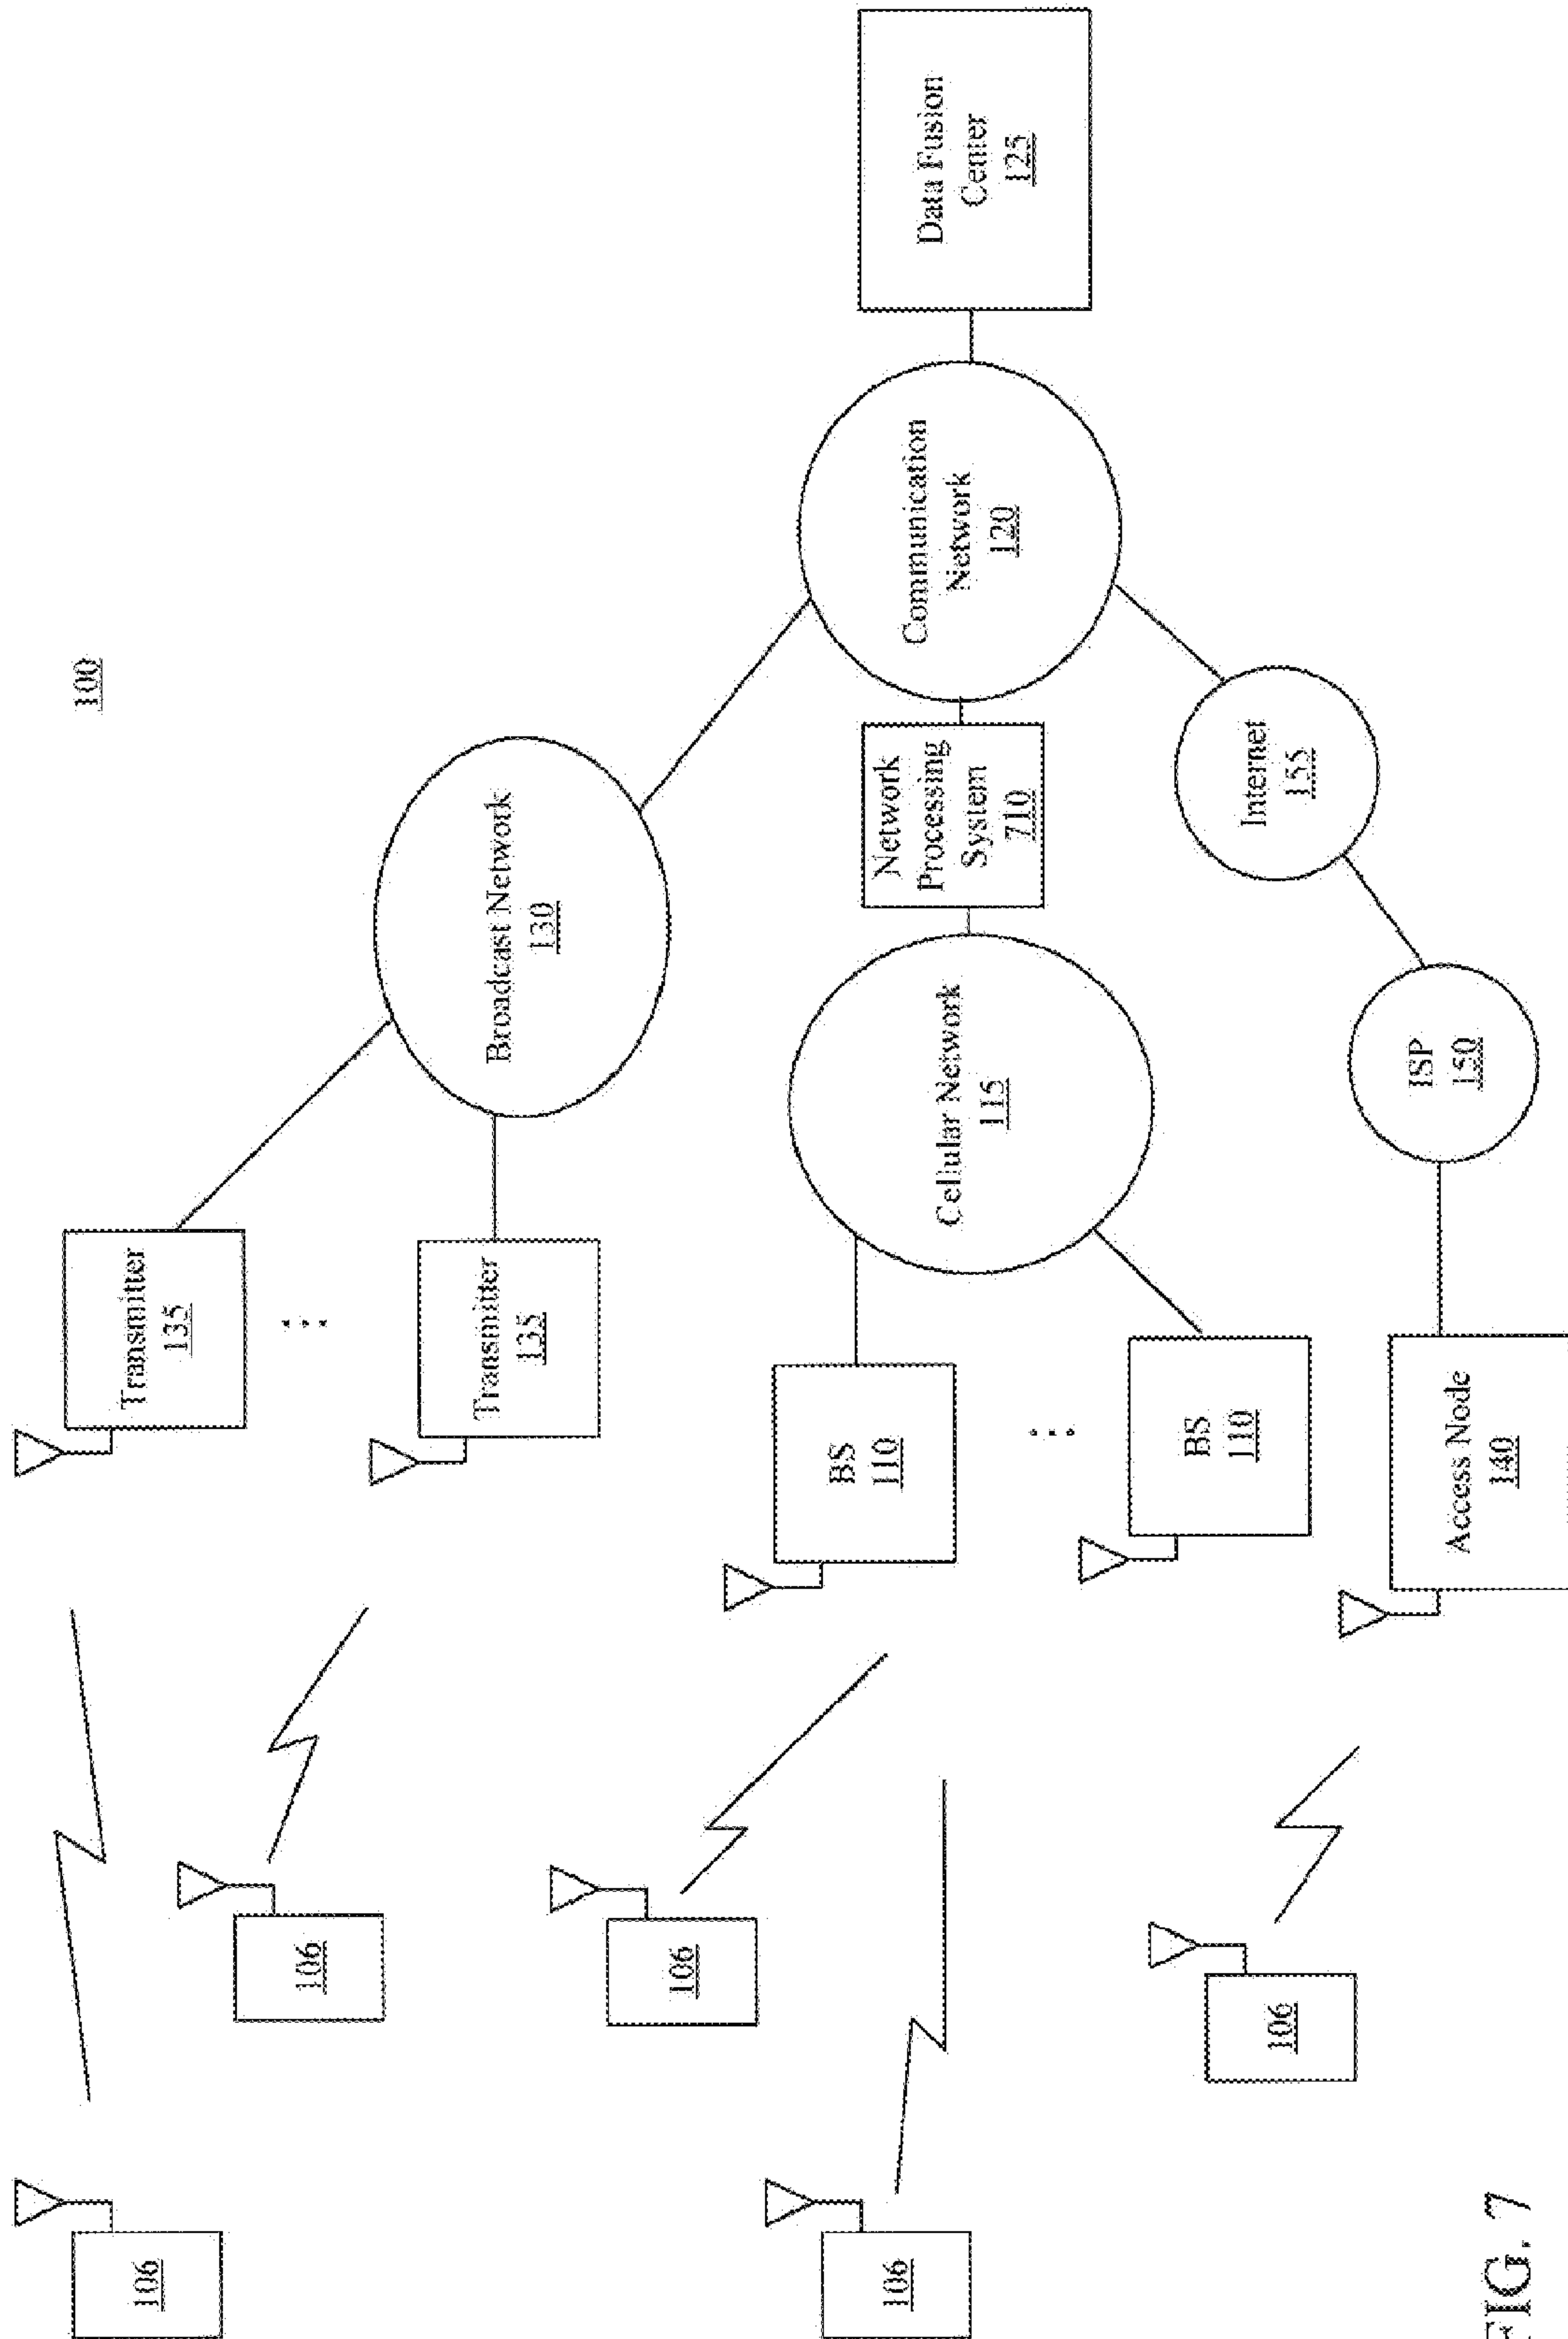 100
Transmitter
135
Transmitter
135
Broadcast Network
130
106
106
106
106
106
BS
110
BS
110
Cellular Network
115
Network
Processing
System
710
Communication
Network
120
Data Fusion
Center
125
Access Node
140
ISP
150
Internet
155
FIG. 7